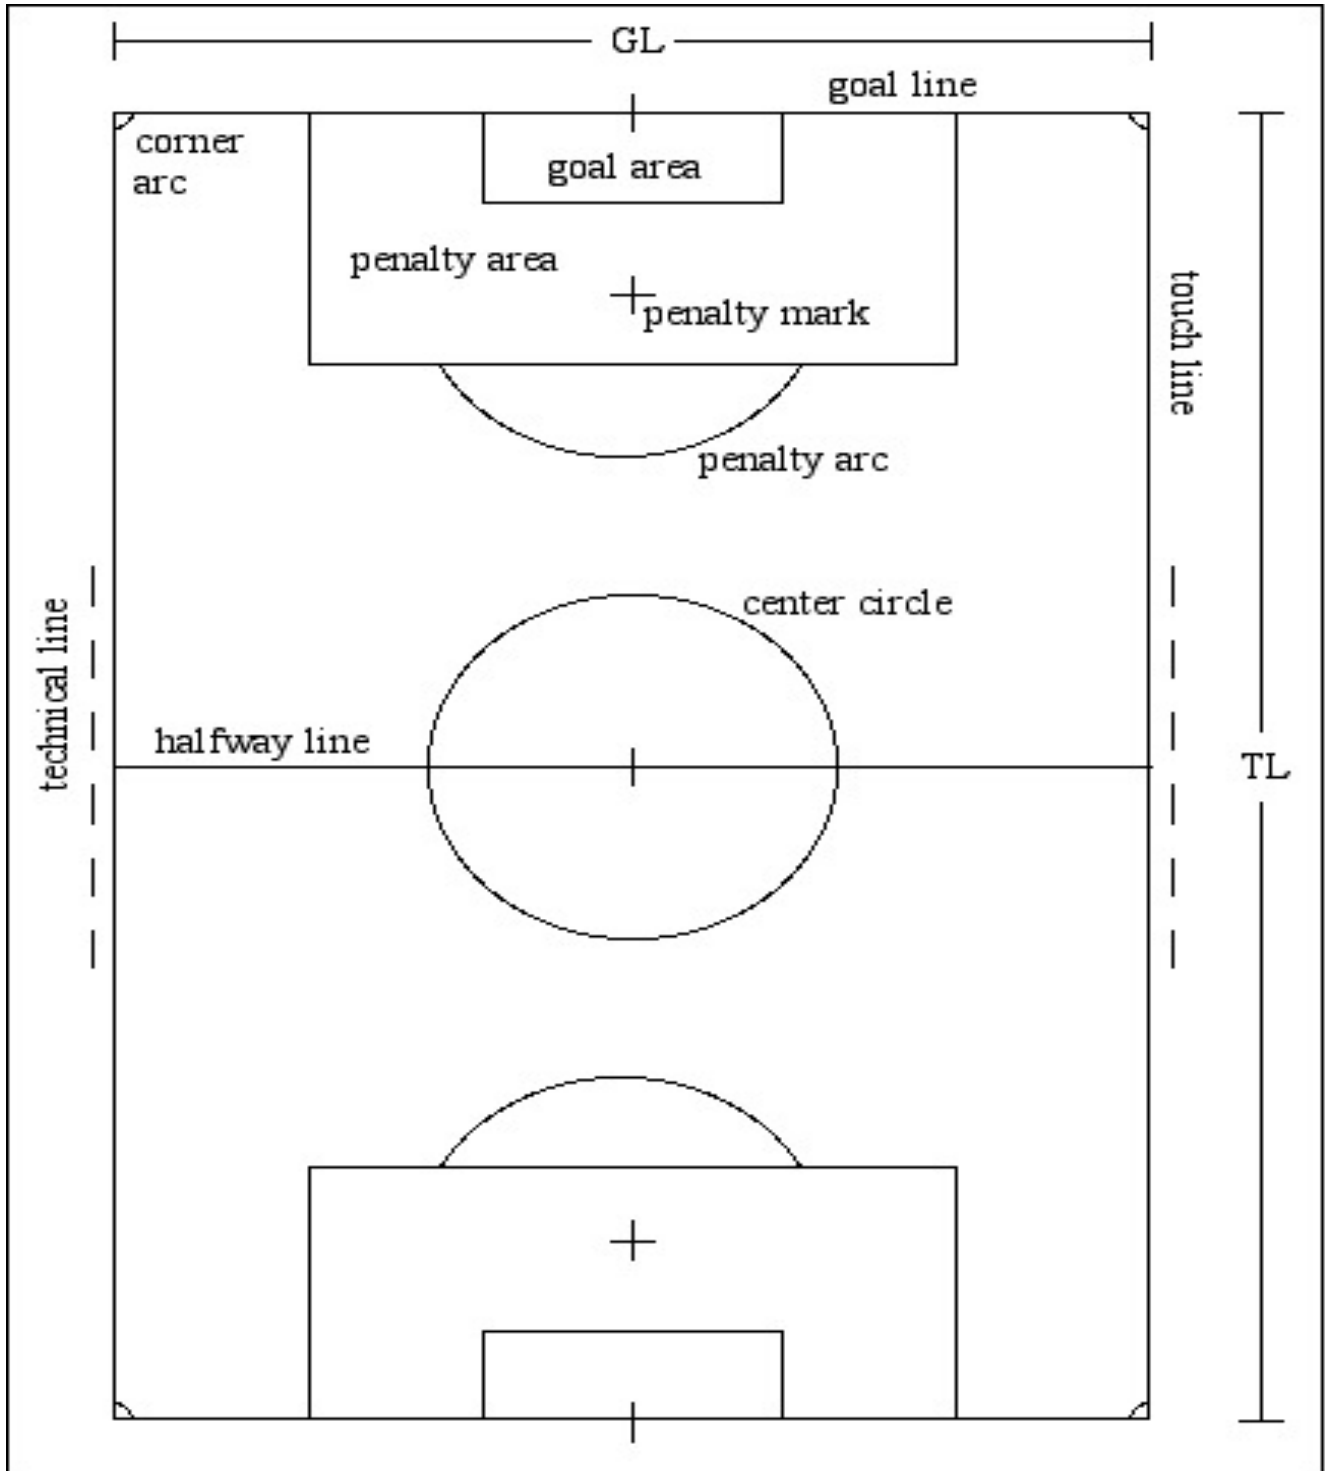 GL
goal line
corner
arc
goal area
penalty area
penalty mark
touch line
penalty arc
center circle
technical line
halfway line
TL